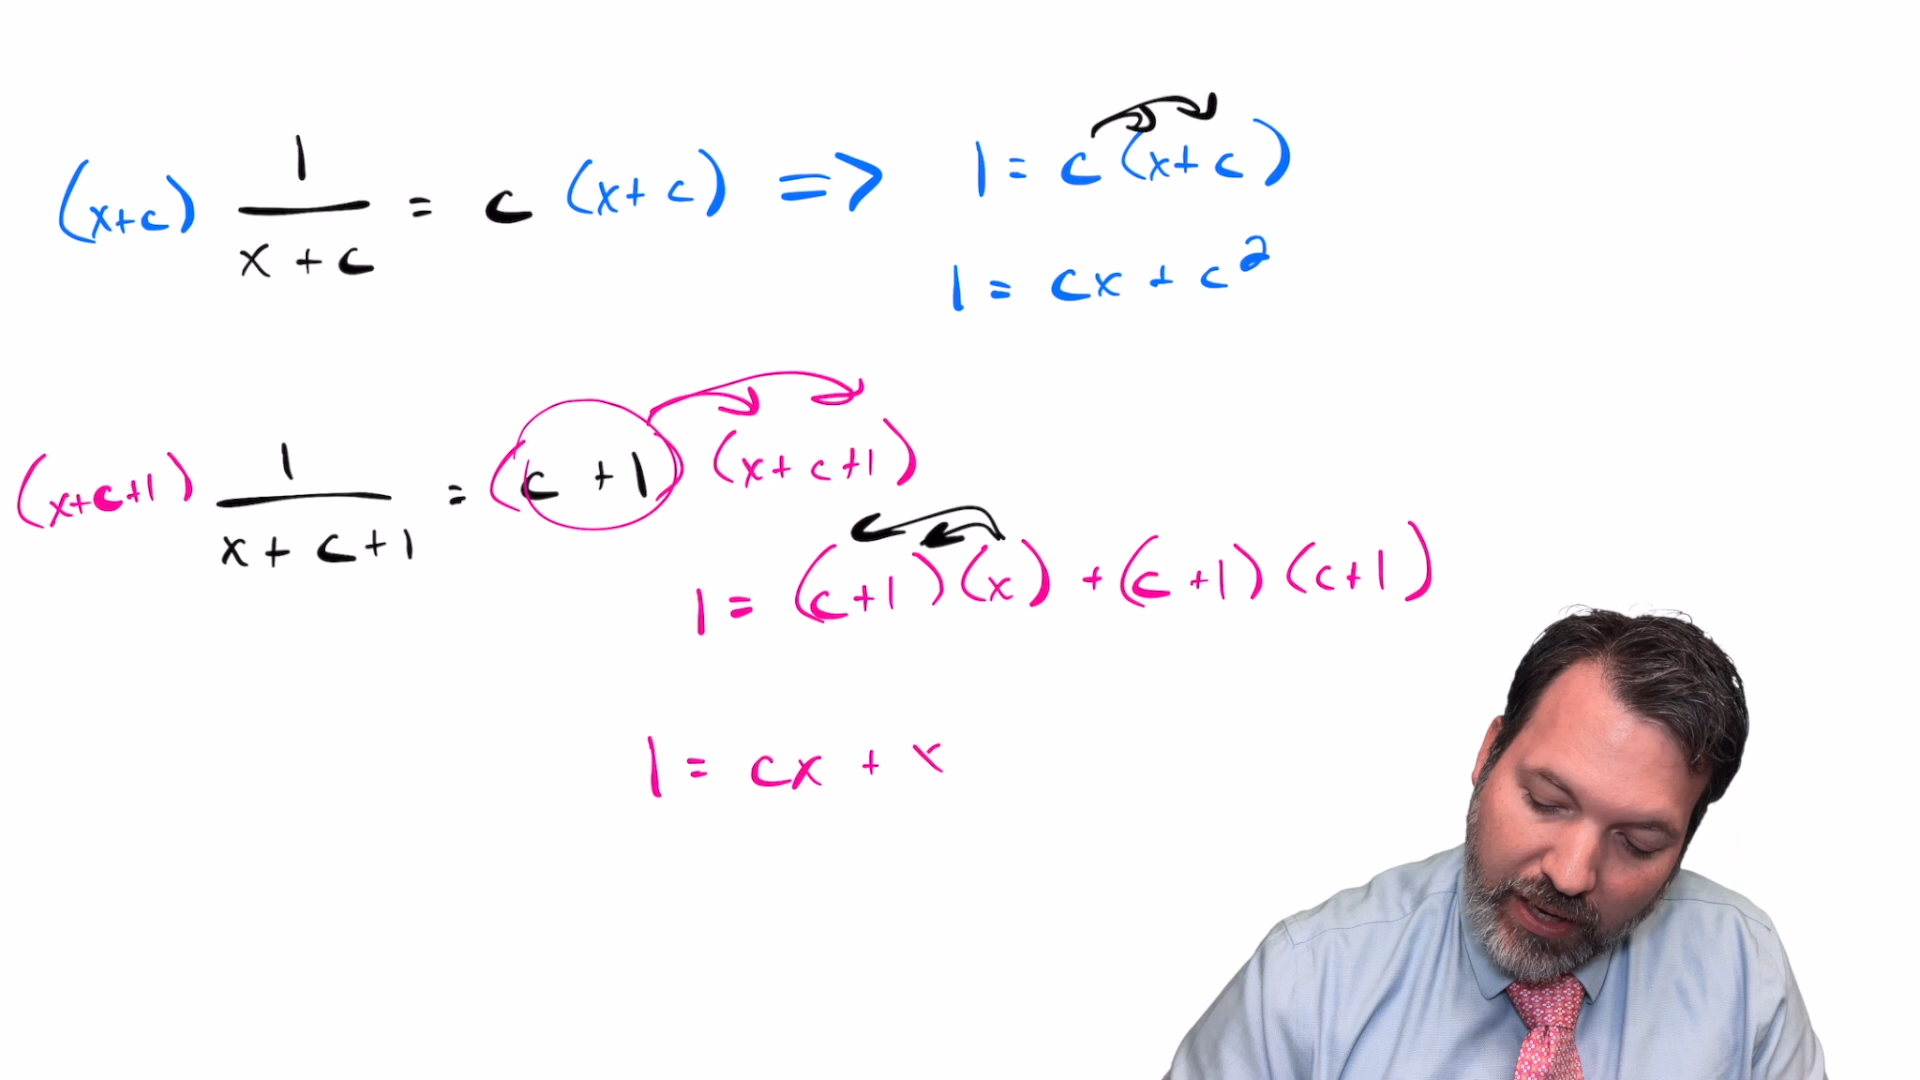 (x+c) 1/(x+c) = c (x+c) => 1 = c(x+c)
1 = cx + c²
(x+c+1) 1/(x+c+1) = (c+1) (x+c+1)
1 = (c+1)(x) + (c+1)(c+1)
1 = cx + x